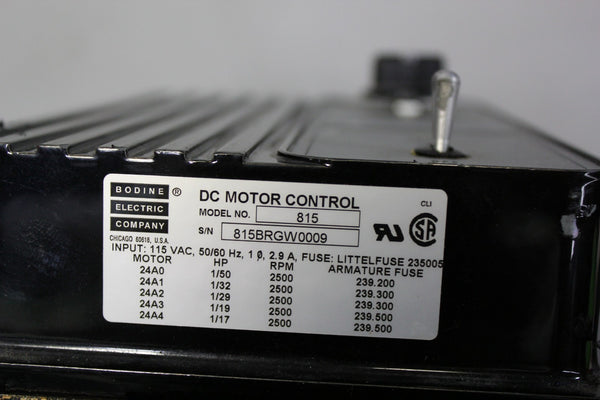 BODINE ®
ELECTRIC
COMPANY
CHICAGO 60618, U.S.A.
DC MOTOR CONTROL
MODEL NO. 815
S/N 815BRGW0009
CLI
UR
SA
INPUT: 115 VAC, 50/60 Hz, 1 Ø, 2.9 A, FUSE: LITTELFUSE 235005
MOTOR HP RPM ARMATURE FUSE
24A0 1/50 2500 239.200
24A1 1/32 2500 239.300
24A2 1/29 2500 239.300
24A3 1/19 2500 239.500
24A4 1/17 2500 239.500